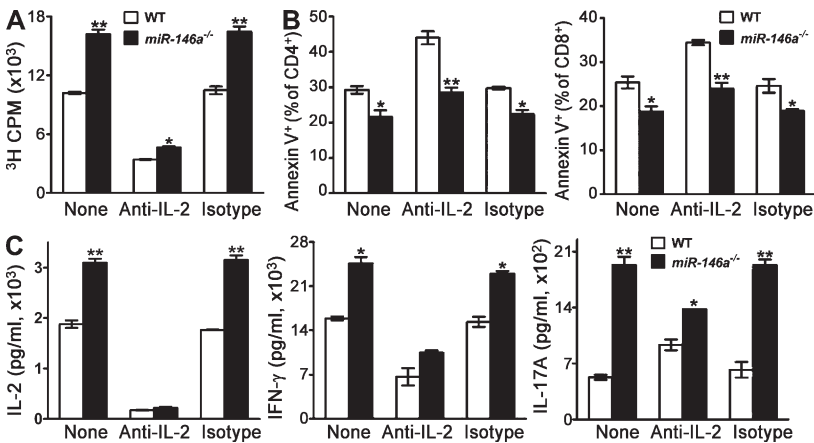 A
WT
miR-146a-/-
³H CPM (x10³)
18
12
6
0
**
*
**
None Anti-IL-2 Isotype
B
Annexin V⁺ (% of CD4⁺)
50
40
30
20
10
0
*
**
*
None Anti-IL-2 Isotype
WT
miR-146a-/-
Annexin V⁺ (% of CD8⁺)
40
30
20
10
0
*
**
*
None Anti-IL-2 Isotype
C
IL-2 (pg/ml, x10³)
3
2
1
0
**
**
None Anti-IL-2 Isotype
IFN-γ (pg/ml, x10³)
28
21
14
7
0
*
*
None Anti-IL-2 Isotype
WT
miR-146a-/-
IL-17A (pg/ml, x10²)
21
14
7
0
**
*
**
None Anti-IL-2 Isotype